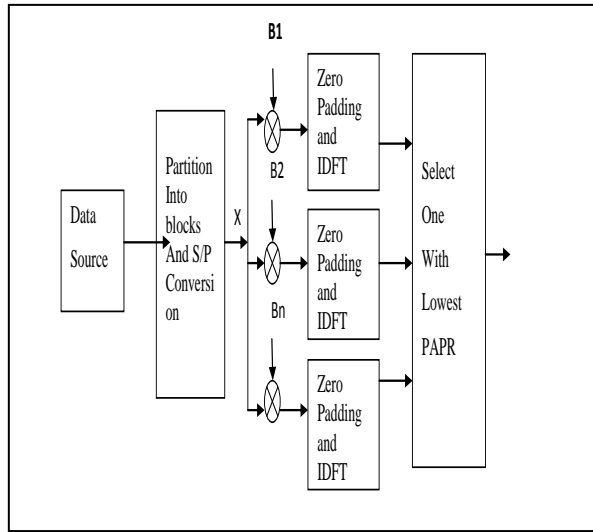 Data
Source
Partition
Into
blocks
And S/P
Conversi
on
X
B1
B2
Bn
Zero
Padding
and
IDFT
Zero
Padding
and
IDFT
Zero
Padding
and
IDFT
Select
One
With
Lowest
PAPR